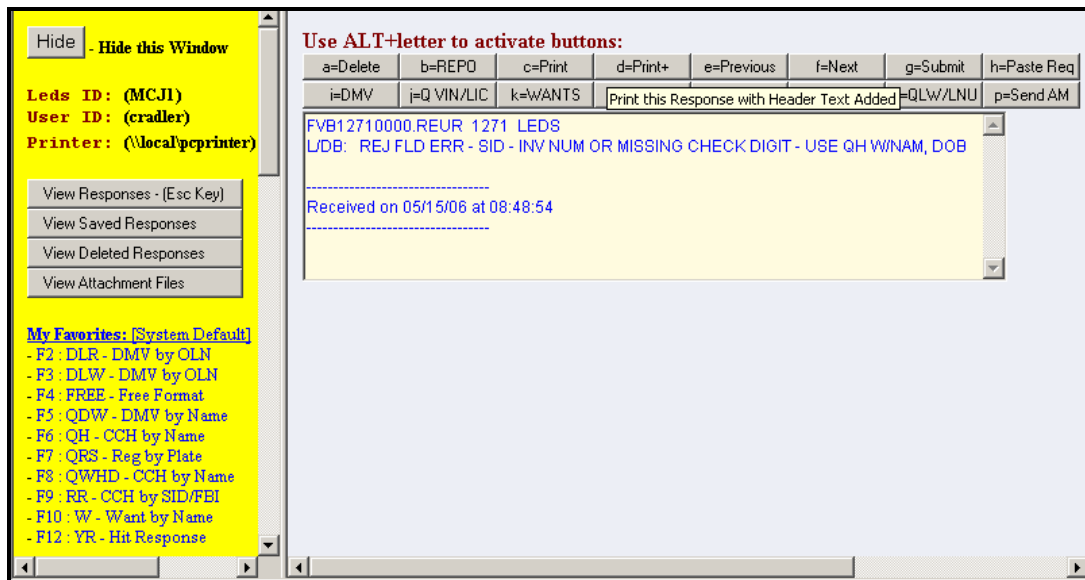 Hide - Hide this Window
Leds ID: (MCJ1)
User ID: (cradler)
Printer: (\\local\pcprinter)
View Responses - (Esc Key)
View Saved Responses
View Deleted Responses
View Attachment Files
My Favorites: [System Default]
- F2 : DLR - DMV by OLN
- F3 : DLW - DMV by OLN
- F4 : FREE - Free Format
- F5 : QDW - DMV by Name
- F6 : QH - CCH by Name
- F7 : QRS - Reg by Plate
- F8 : QWHD - CCH by Name
- F9 : RR - CCH by SID/FBI
- F10 : W - Want by Name
- F12 : YR - Hit Response
Use ALT+letter to activate buttons:
a=Delete b=REPO c=Print d=Print+ e=Previous f=Next g=Submit h=Paste Req
i=DMV j=Q VIN/LIC k=WANTS Print this Response with Header Text Added =QLW/LNU p=Send AM
FVB12710000.REUR 1271 LEDS
L/DB: REJ FLD ERR - SID - INV NUM OR MISSING CHECK DIGIT - USE QH W/NAM, DOB
----------------------------------
Received on 05/15/06 at 08:48:54
----------------------------------